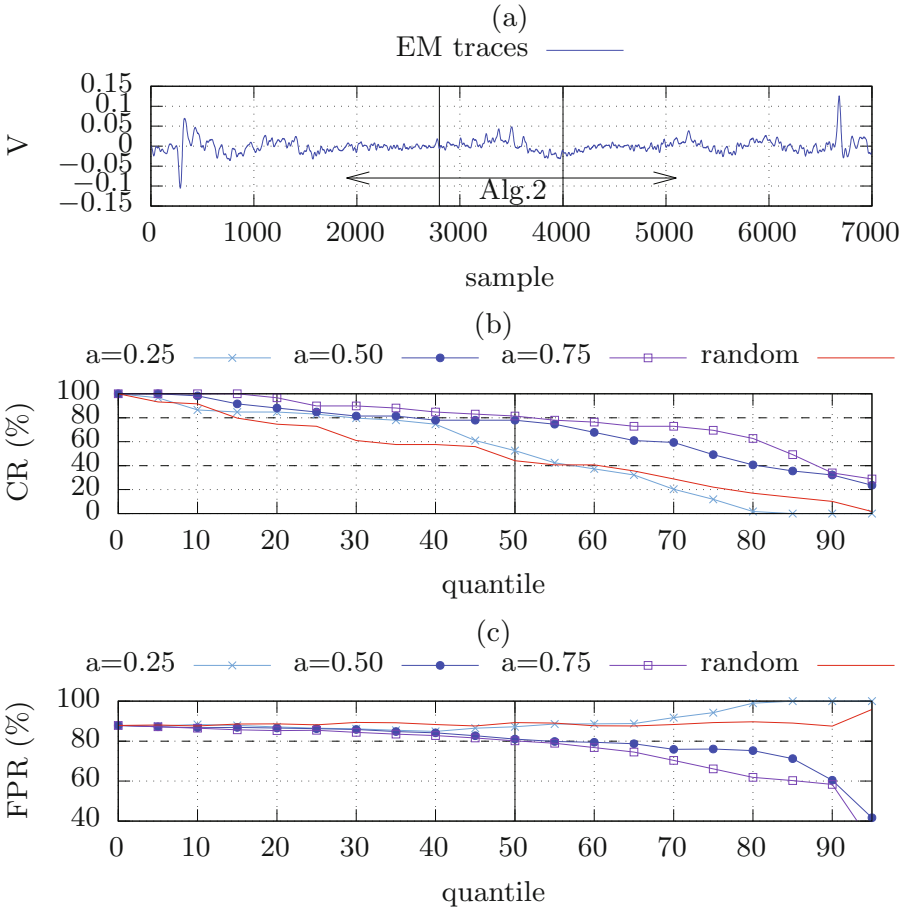 (a)
EM traces
0.15
0.1
0.05
0
−0.05
−0.1
−0.15
V
Alg.2
0 1000 2000 3000 4000 5000 6000 7000
sample
(b)
a=0.25 a=0.50 a=0.75 random
100
80
60
40
20
0
CR (%)
0 10 20 30 40 50 60 70 80 90
quantile
(c)
a=0.25 a=0.50 a=0.75 random
100
80
60
40
FPR (%)
0 10 20 30 40 50 60 70 80 90
quantile